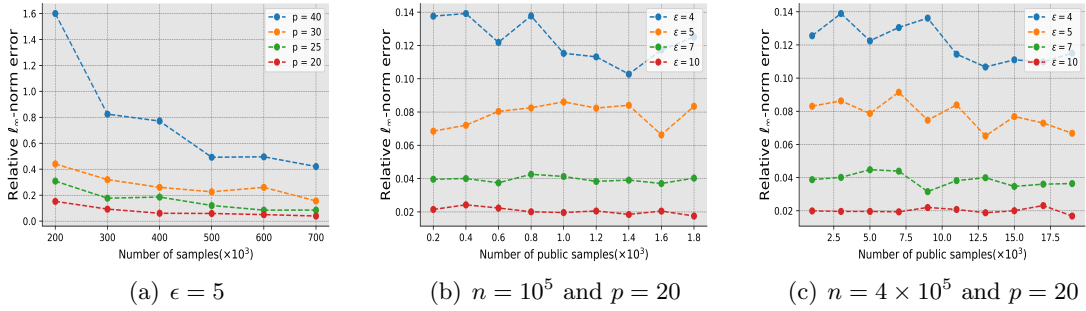 Relative ℓ∞-norm error
1.6
1.4
1.2
1.0
0.8
0.6
0.4
0.2
0.0
p = 40
p = 30
p = 25
p = 20
200 300 400 500 600 700
Number of samples(×10³)
(a) ϵ = 5
Relative ℓ∞-norm error
0.14
0.12
0.10
0.08
0.06
0.04
0.02
ε = 4
ε = 5
ε = 7
ε = 10
0.2 0.4 0.6 0.8 1.0 1.2 1.4 1.6 1.8
Number of public samples(×10³)
(b) n = 10⁵ and p = 20
Relative ℓ∞-norm error
0.14
0.12
0.10
0.08
0.06
0.04
0.02
ε = 4
ε = 5
ε = 7
ε = 10
2.5 5.0 7.5 10.0 12.5 15.0 17.5
Number of public samples(×10³)
(c) n = 4 × 10⁵ and p = 20